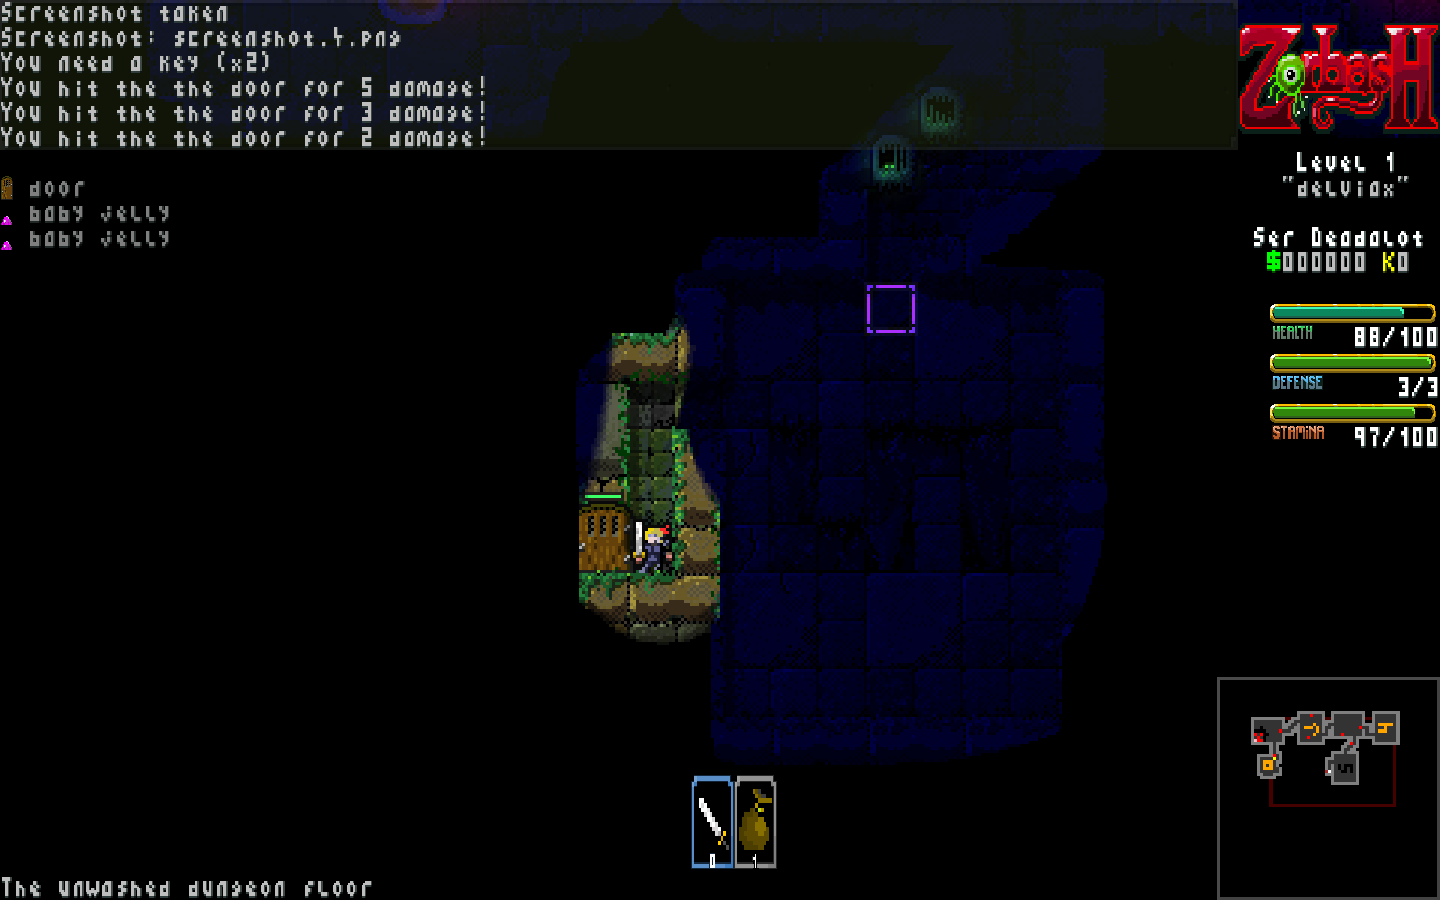 Screenshot taken
Screenshot: screenshot.4.png
You need a key (x2)
You hit the the door for 5 damage!
You hit the the door for 3 damage!
You hit the the door for 2 damage!
door
baby jelly
baby jelly
ZorbasH
Level 1
"delviax"
Ser Deadalot
$000000 K0
HEALTH 88/100
DEFENSE 3/3
STAMINA 97/100
The unwashed dungeon floor